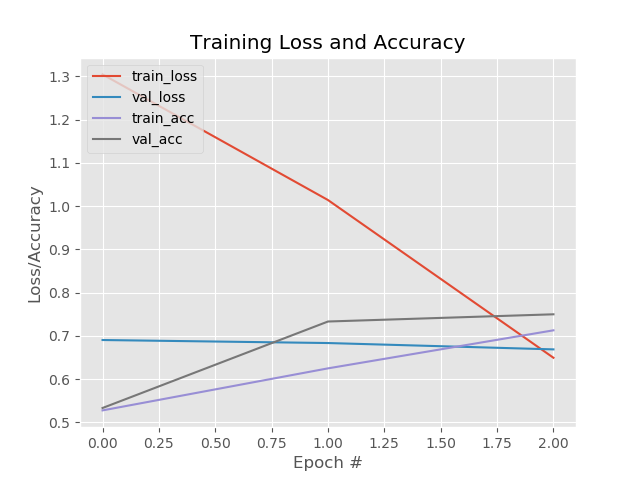 Training Loss and Accuracy
train_loss
val_loss
train_acc
val_acc
Loss/Accuracy
1.3
1.2
1.1
1.0
0.9
0.8
0.7
0.6
0.5
0.00 0.25 0.50 0.75 1.00 1.25 1.50 1.75 2.00
Epoch #